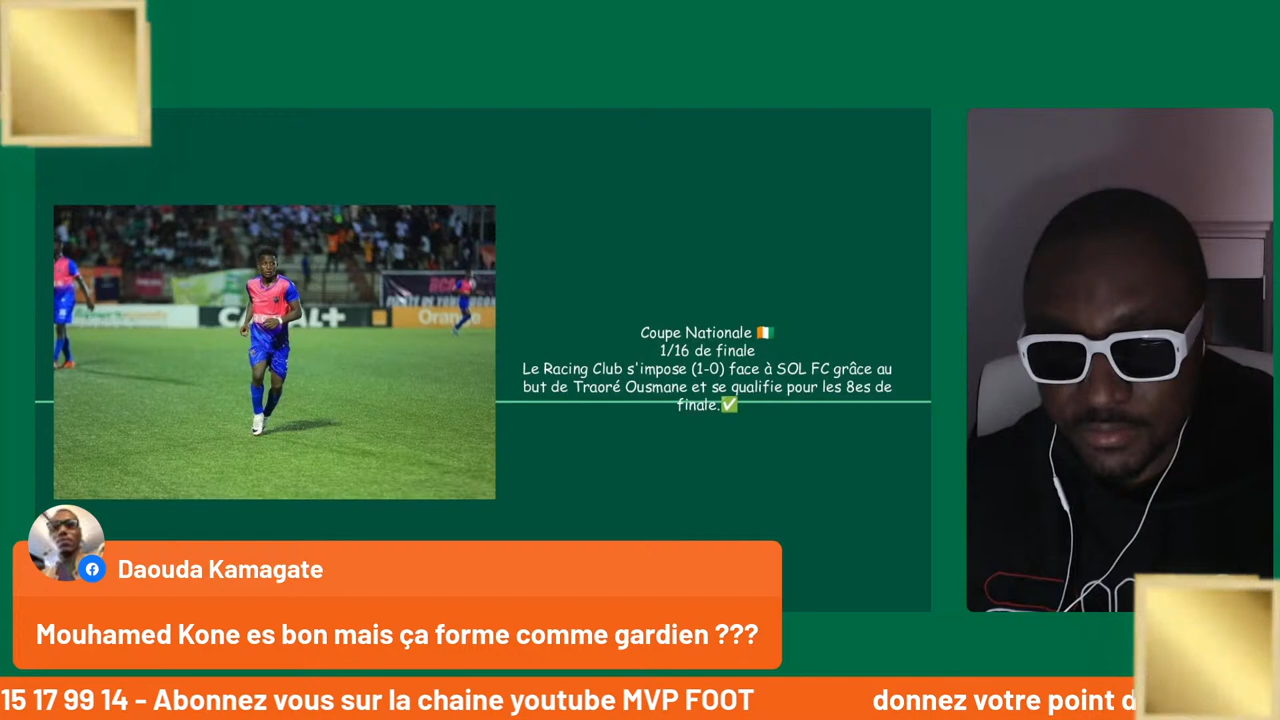 CANAL+
Orange
Coupe Nationale 🇨🇮
1/16 de finale
Le Racing Club s'impose (1-0) face à SOL FC grâce au
but de Traoré Ousmane et se qualifie pour les 8es de
finale.✅
Daouda Kamagate
Mouhamed Kone es bon mais ça forme comme gardien ???
15 17 99 14 - Abonnez vous sur la chaine youtube MVP FOOT donnez votre point d